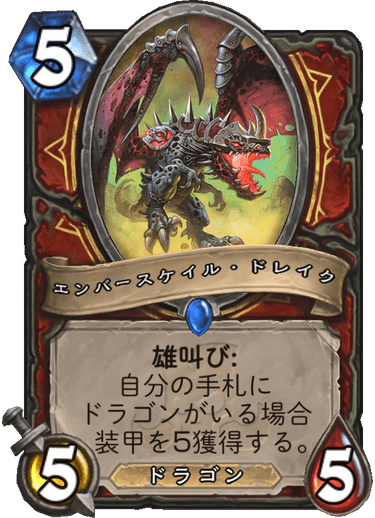 5
エンバースケイル・ドレイク
雄叫び:
自分の手札に
ドラゴンがいる場合
装甲を5獲得する。
5
ドラゴン
5